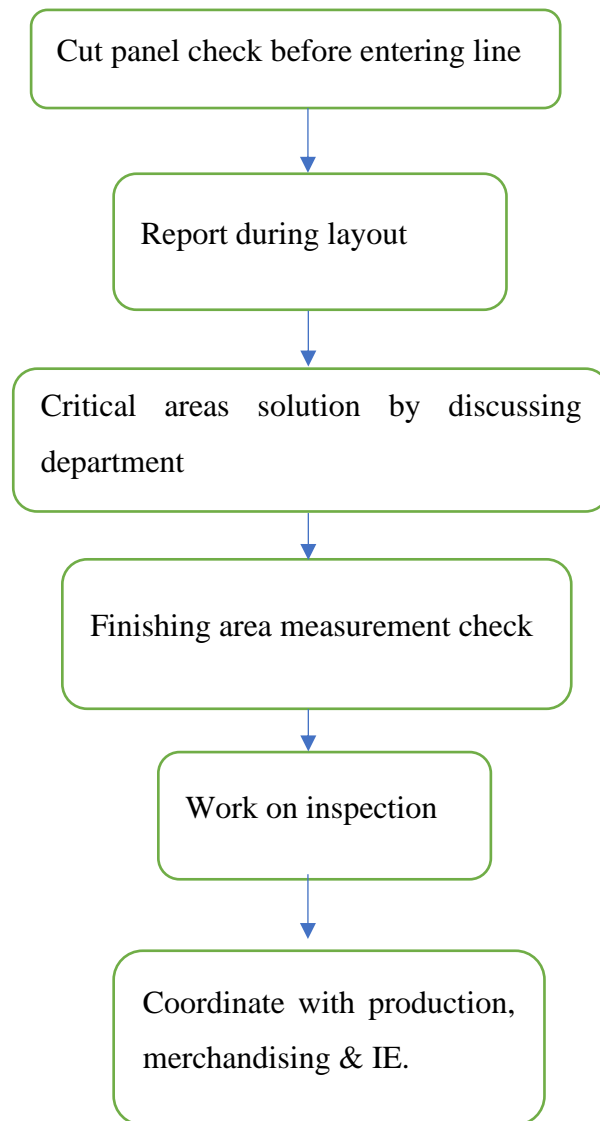 Cut panel check before entering line
Report during layout
Critical areas solution by discussing
department
Finishing area measurement check
Work on inspection
Coordinate with production,
merchandising & IE.